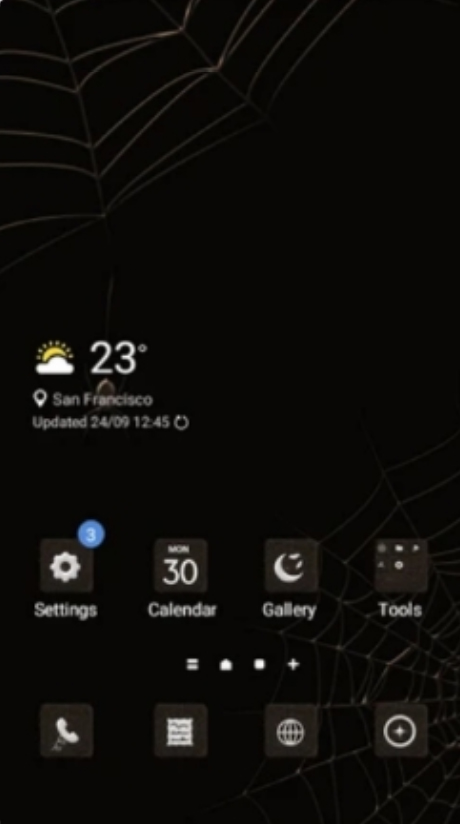 23°
San Francisco
Updated 24/09 12:45
3
MON
30
Settings
Calendar
Gallery
Tools